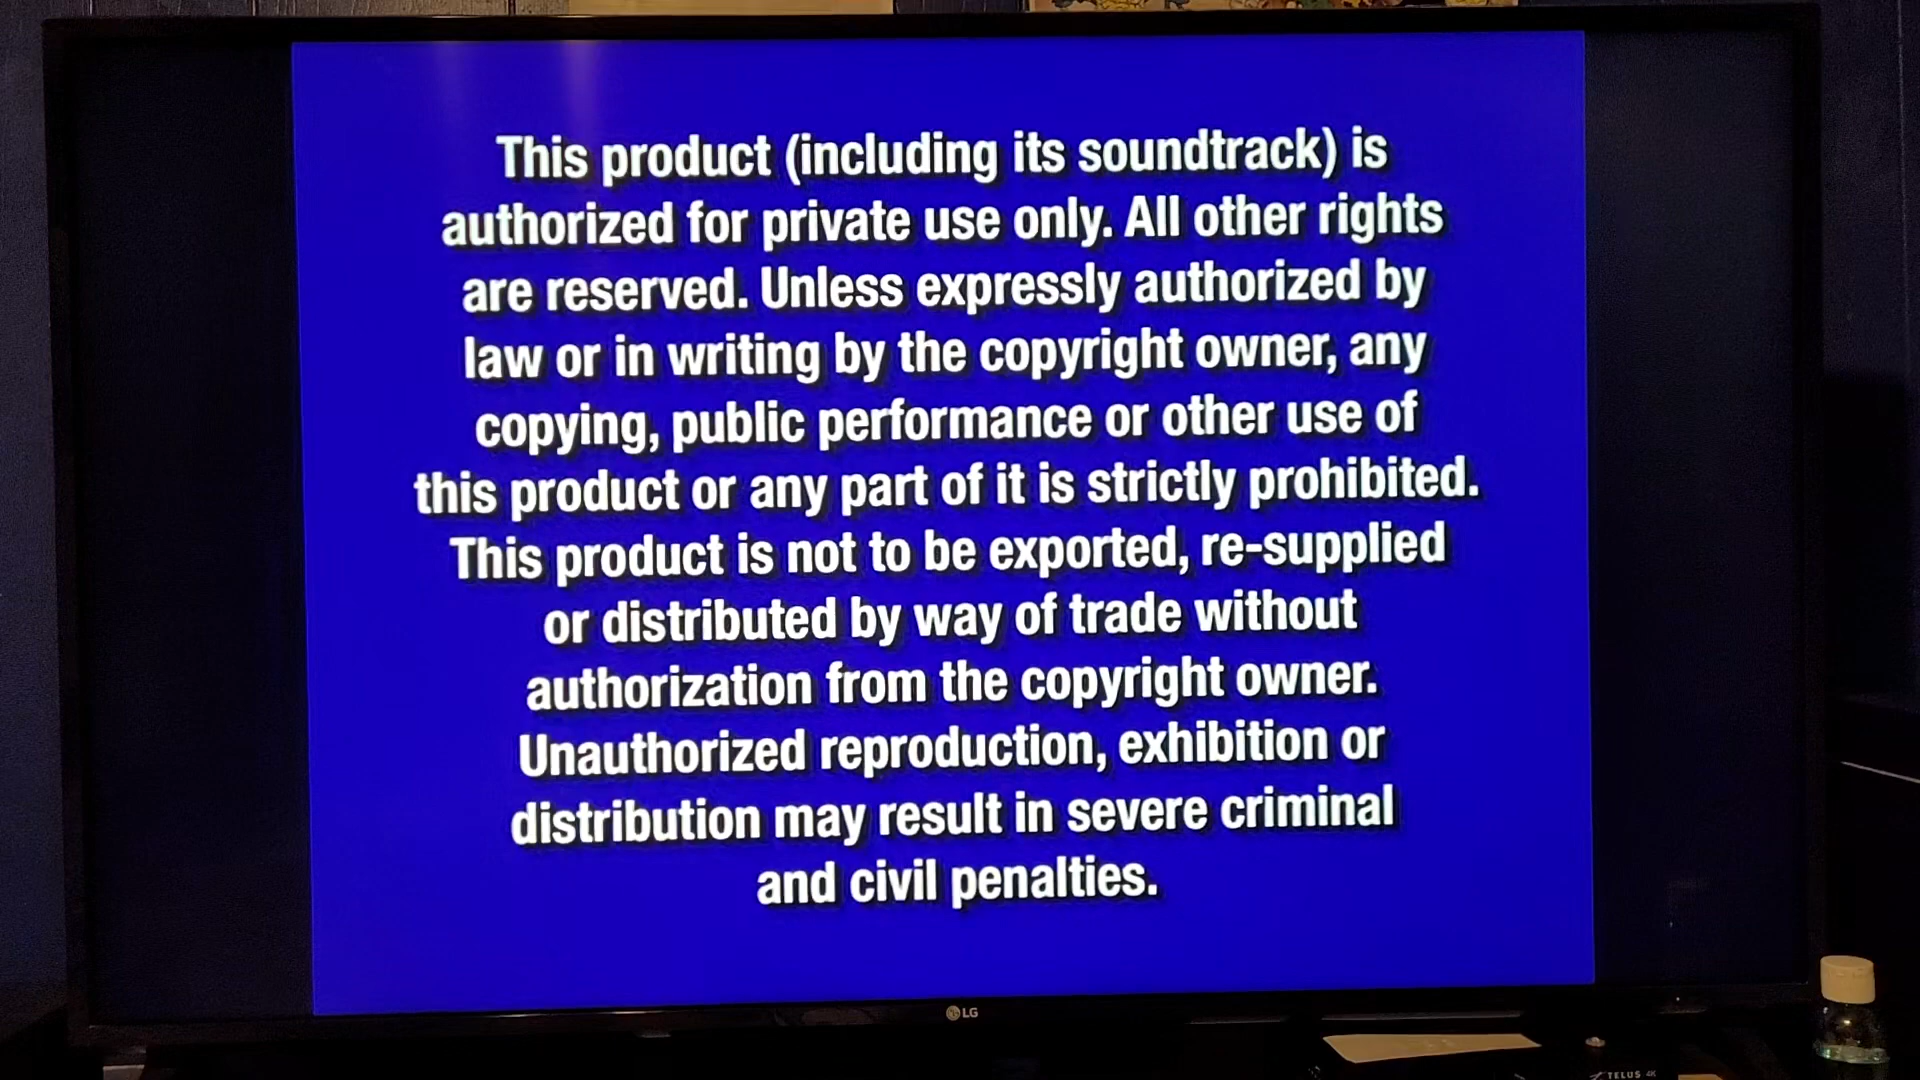 This product (including its soundtrack) is
authorized for private use only. All other rights
are reserved. Unless expressly authorized by
law or in writing by the copyright owner, any
copying, public performance or other use of
this product or any part of it is strictly prohibited.
This product is not to be exported, re-supplied
or distributed by way of trade without
authorization from the copyright owner.
Unauthorized reproduction, exhibition or
distribution may result in severe criminal
and civil penalties.
LG
TELUS 4K